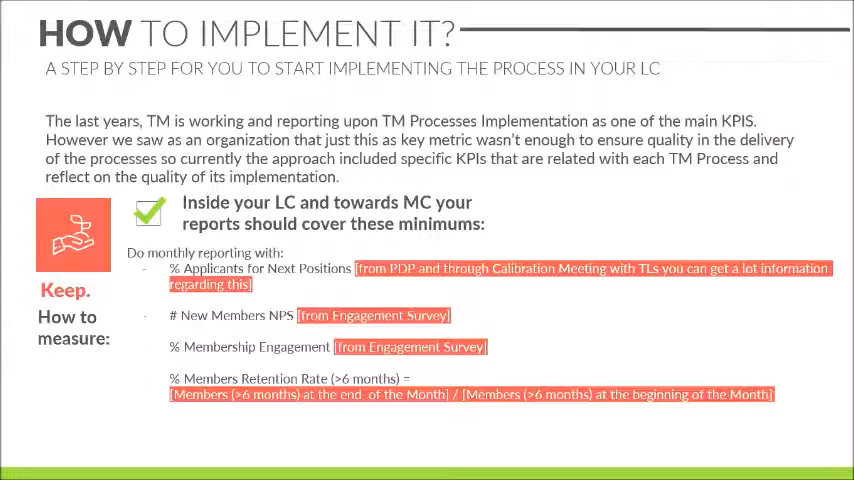 HOW TO IMPLEMENT IT?
A STEP BY STEP FOR YOU TO START IMPLEMENTING THE PROCESS IN YOUR LC
The last years, TM is working and reporting upon TM Processes Implementation as one of the main KPIS.
However we saw as an organization that just this as key metric wasn't enough to ensure quality in the delivery
of the processes so currently the approach included specific KPIs that are related with each TM Process and
reflect on the quality of its implementation.
Inside your LC and towards MC your
reports should cover these minimums:
Keep.
How to
measure:
Do monthly reporting with:
- % Applicants for Next Positions [from PDP and through Calibration Meeting with TLs you can get a lot information
regarding this]
- # New Members NPS [from Engagement Survey]
% Membership Engagement [from Engagement Survey]
% Members Retention Rate (>6 months) =
[Members (>6 months) at the end of the Month] / [Members (>6 months) at the beginning of the Month]